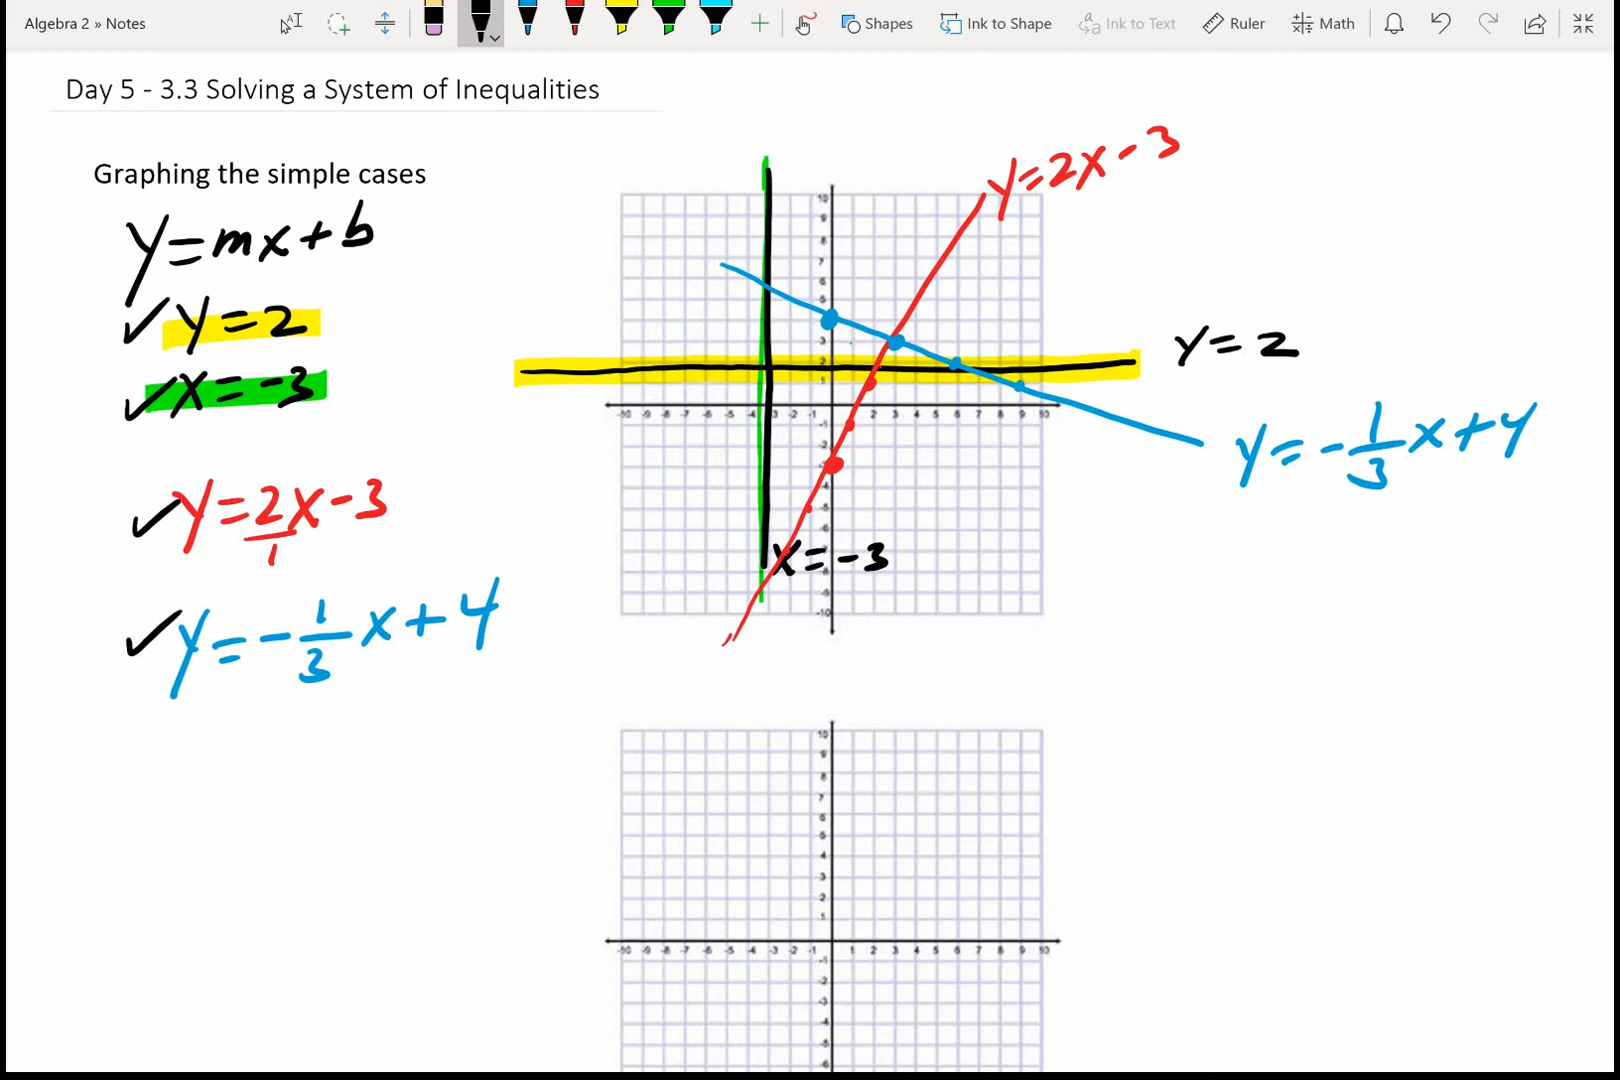 Algebra 2 » Notes
Shapes
Ink to Shape
Ink to Text
Ruler
Math
Day 5 - 3.3 Solving a System of Inequalities
Graphing the simple cases
y=mx+b
✓ y=2
✓ x=-3
✓ y=2/1x-3
✓ y=-1/3x+4
y=2x-3
y=2
y=-1/3x+4
x=-3